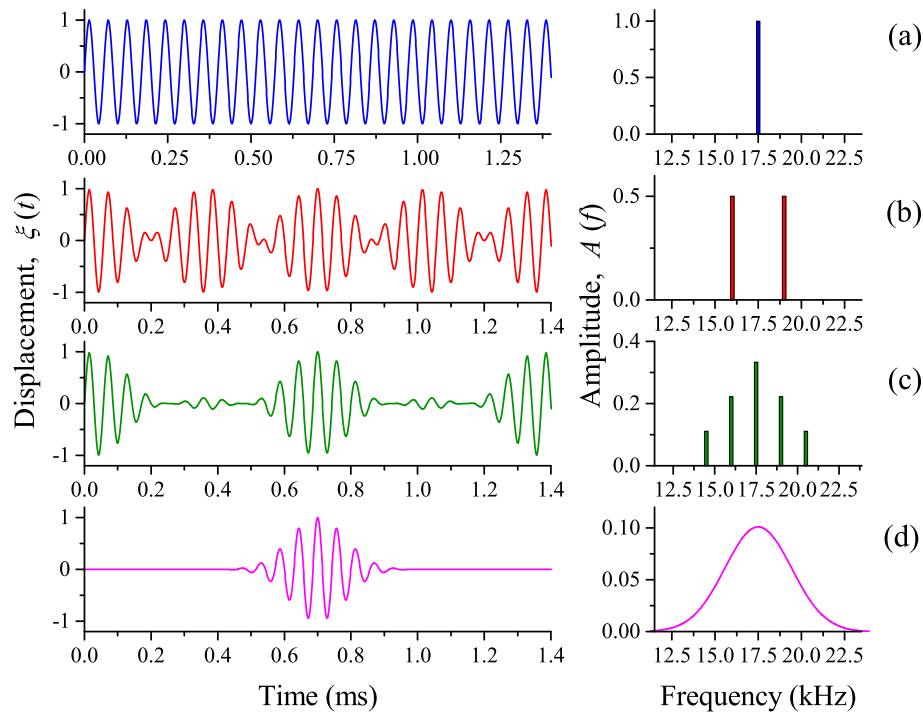 1
0
-1
0.00 0.25 0.50 0.75 1.00 1.25
1.0
0.5
0.0
12.5 15.0 17.5 20.0 22.5
(a)
1
0
-1
0.0 0.2 0.4 0.6 0.8 1.0 1.2 1.4
0.5
0.0
12.5 15.0 17.5 20.0 22.5
(b)
1
0
-1
0.0 0.2 0.4 0.6 0.8 1.0 1.2 1.4
0.4
0.2
0.0
12.5 15.0 17.5 20.0 22.5
(c)
1
0
-1
0.0 0.2 0.4 0.6 0.8 1.0 1.2 1.4
0.10
0.05
0.00
12.5 15.0 17.5 20.0 22.5
(d)
Displacement, ξ (t)
Amplitude, A (f)
Time (ms)
Frequency (kHz)